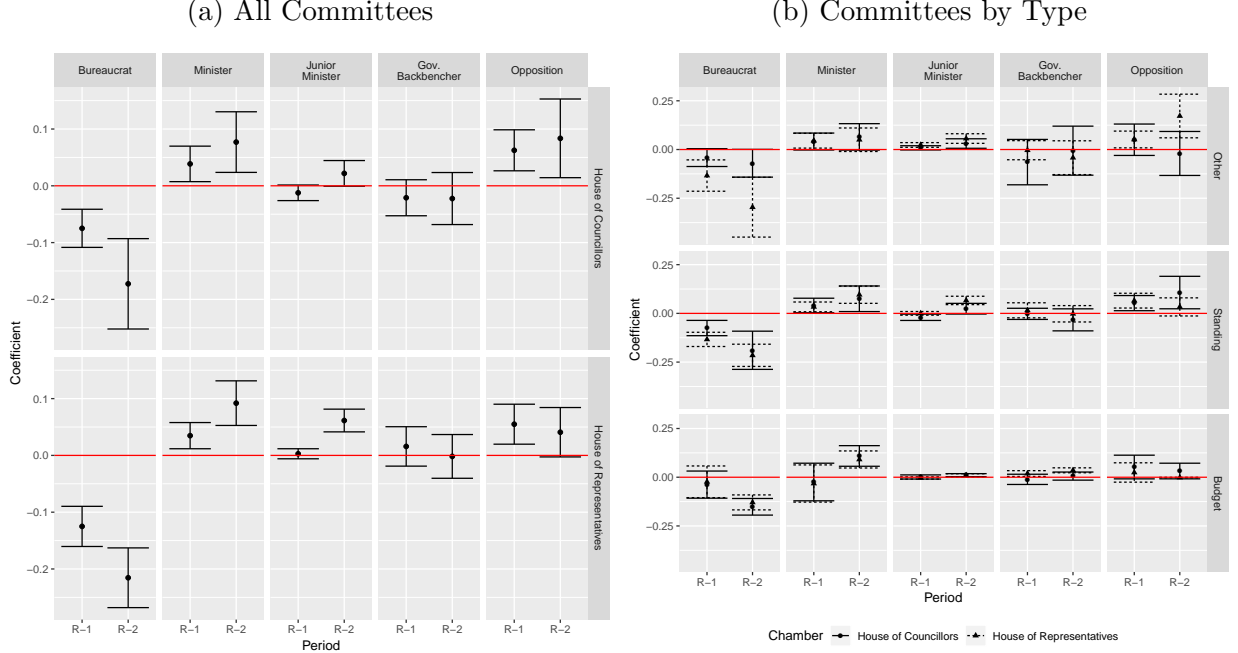 (a) All Committees
Bureaucrat
Minister
Junior
Minister
Gov.
Backbencher
Opposition
Coefficient
0.1
0.0
−0.1
−0.2
House of Councillors
0.1
0.0
−0.1
−0.2
House of Representatives
R−1 R−2 R−1 R−2 R−1 R−2 R−1 R−2 R−1 R−2
Period
(b) Committees by Type
Bureaucrat
Minister
Junior
Minister
Gov.
Backbencher
Opposition
Coefficient
0.25
0.00
−0.25
Other
0.25
0.00
−0.25
Standing
0.25
0.00
−0.25
Budget
R−1 R−2 R−1 R−2 R−1 R−2 R−1 R−2 R−1 R−2
Period
Chamber House of Councillors House of Representatives